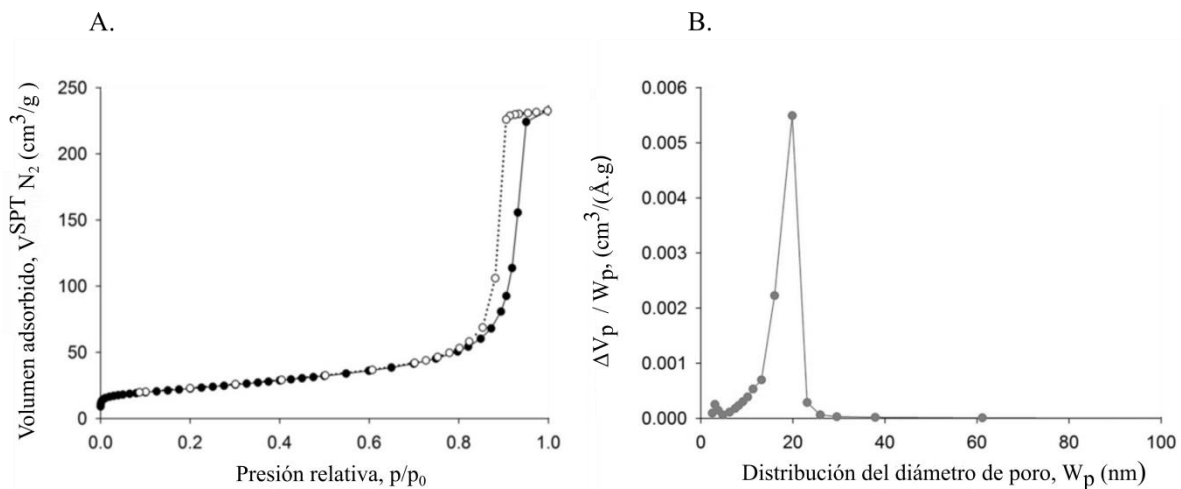 A.
Volumen adsorbido, V^SPT N₂ (cm³/g)
250
200
150
100
50
0
0.0 0.2 0.4 0.6 0.8 1.0
Presión relativa, p/p₀
B.
ΔVₚ / Wₚ, (cm³/(Å.g)
0.006
0.005
0.004
0.003
0.002
0.001
0.000
0 20 40 60 80 100
Distribución del diámetro de poro, Wₚ (nm)